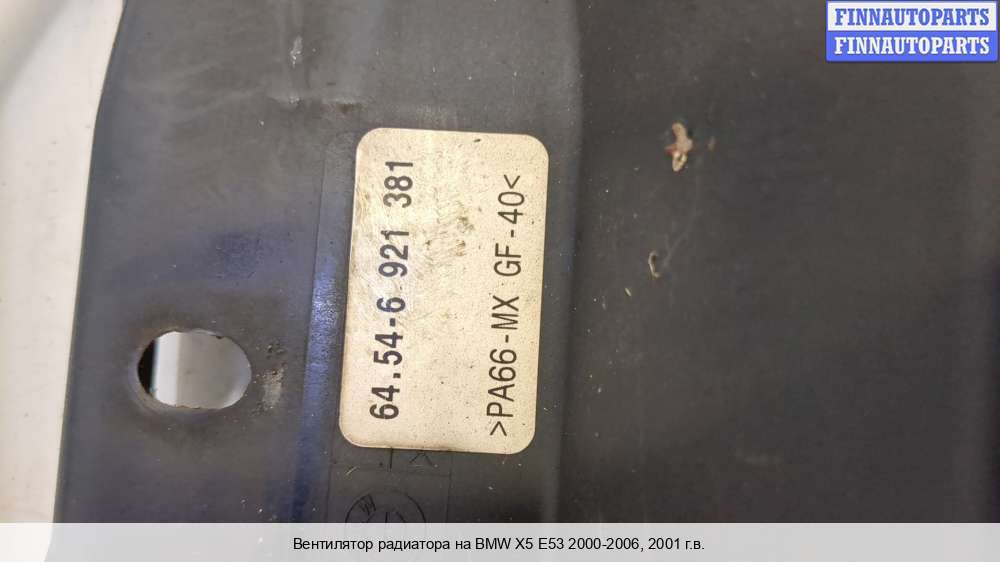 FINNAUTOPARTS
FINNAUTOPARTS
64.54-6 921 381
>PA66-MX GF-40<
Вентилятор радиатора на BMW X5 E53 2000-2006, 2001 г.в.